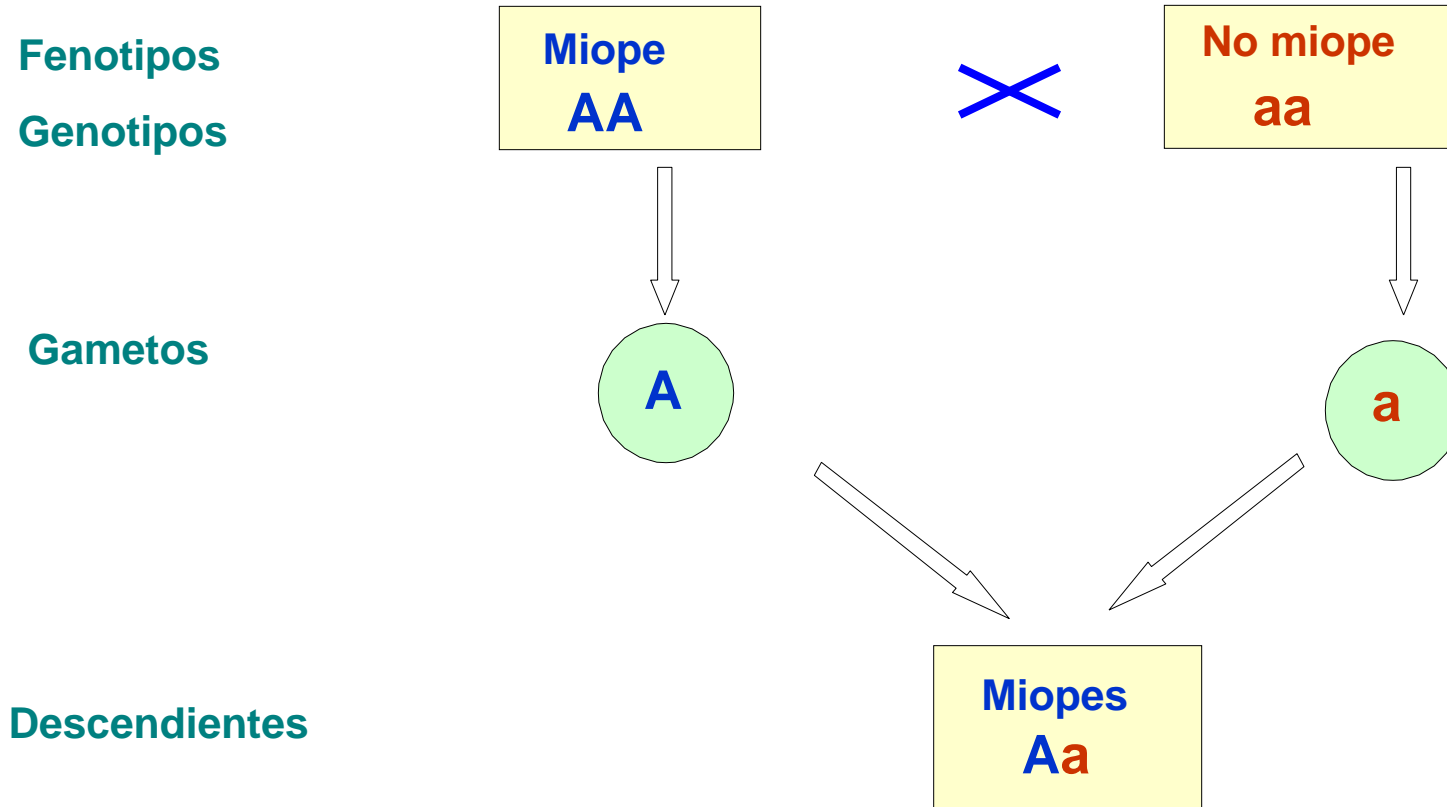 Fenotipos
Miope
No miope
Genotipos
AA
aa
Gametos
A
a
Descendientes
Miopes
Aa